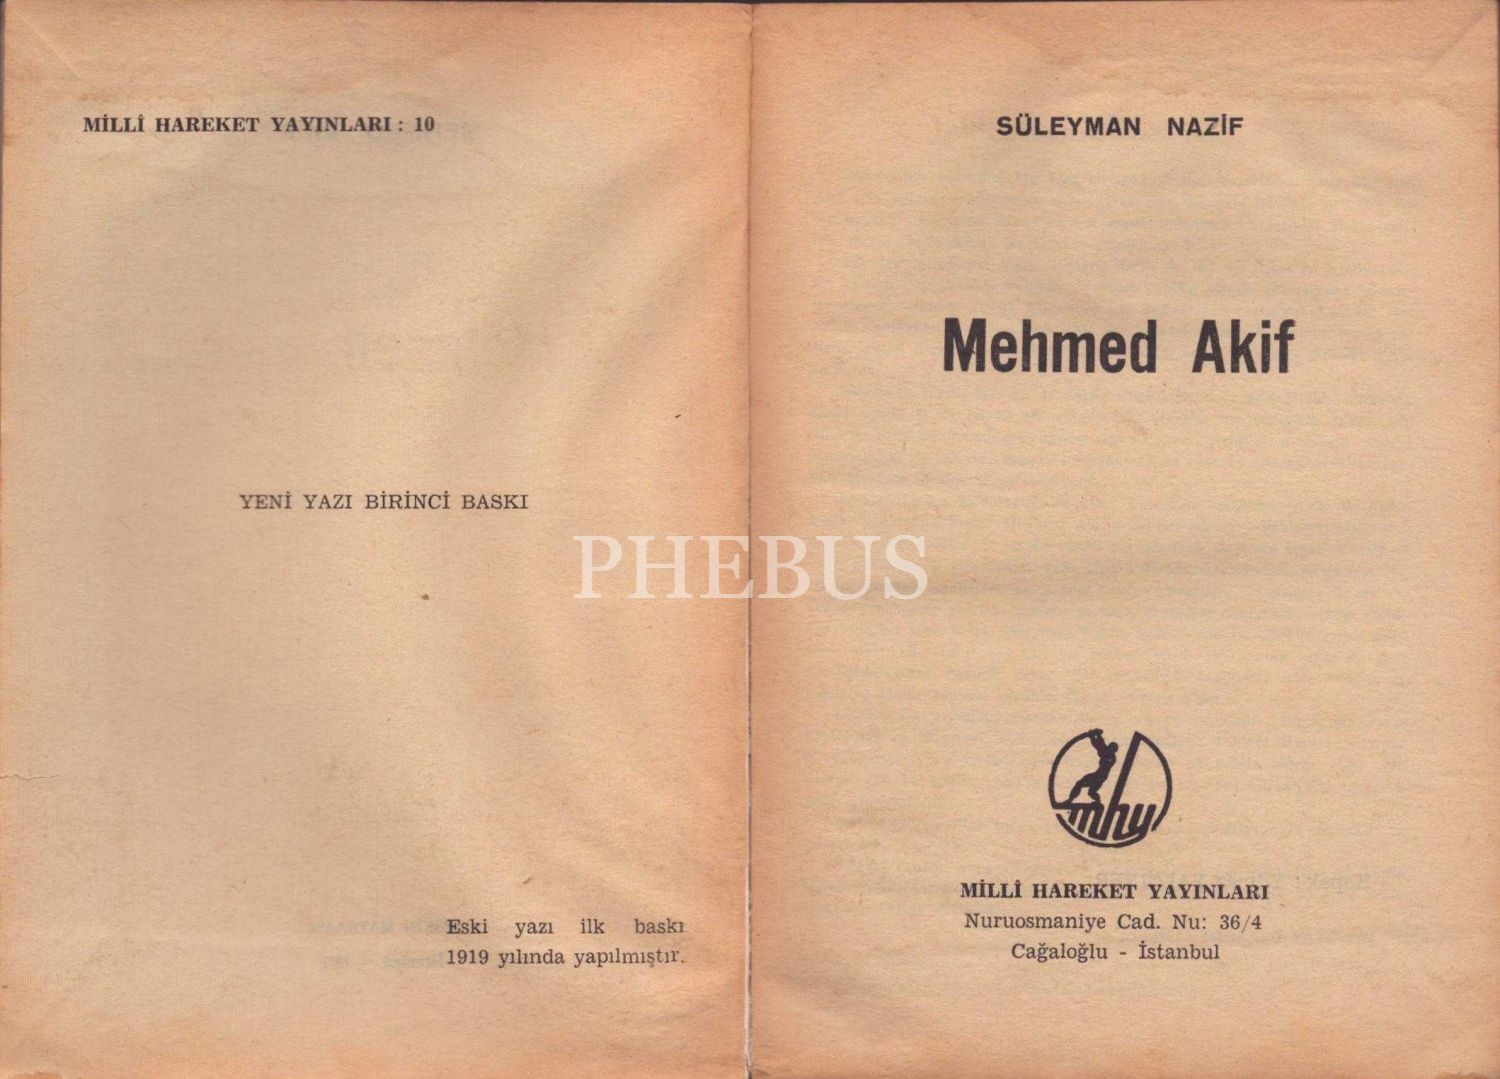 MİLLÎ HAREKET YAYINLARI : 10
YENİ YAZI BİRİNCİ BASKI
Eski yazı ilk baskı
1919 yılında yapılmıştır.
SÜLEYMAN NAZİF
Mehmed Akif
mhy
MİLLÎ HAREKET YAYINLARI
Nuruosmaniye Cad. Nu: 36/4
Cağaloğlu - İstanbul
PHEBUS